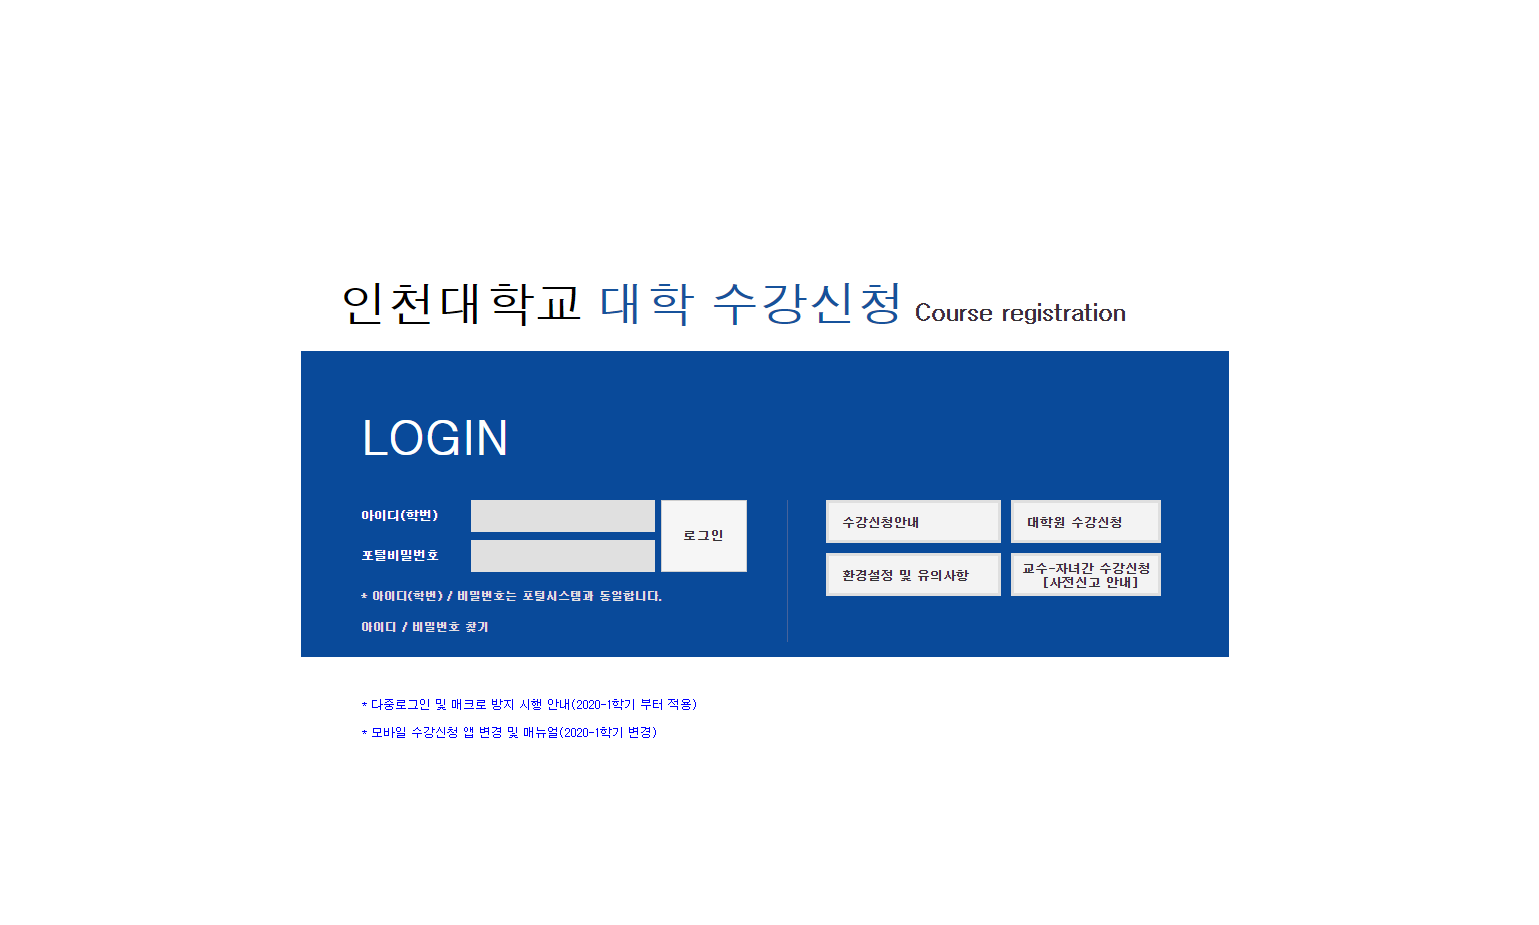 인천대학교 대학 수강신청 Course registration
LOGIN
아이디(학번)
포털비밀번호
로그인
* 아이디(학번) / 비밀번호는 포털시스템과 동일합니다.
아이디 / 비밀번호 찾기
수강신청안내
대학원 수강신청
환경설정 및 유의사항
교수-자녀간 수강신청
[사전신고 안내]
* 다중로그인 및 매크로 방지 시행 안내(2020-1학기 부터 적용)
* 모바일 수강신청 앱 변경 및 매뉴얼(2020-1학기 변경)